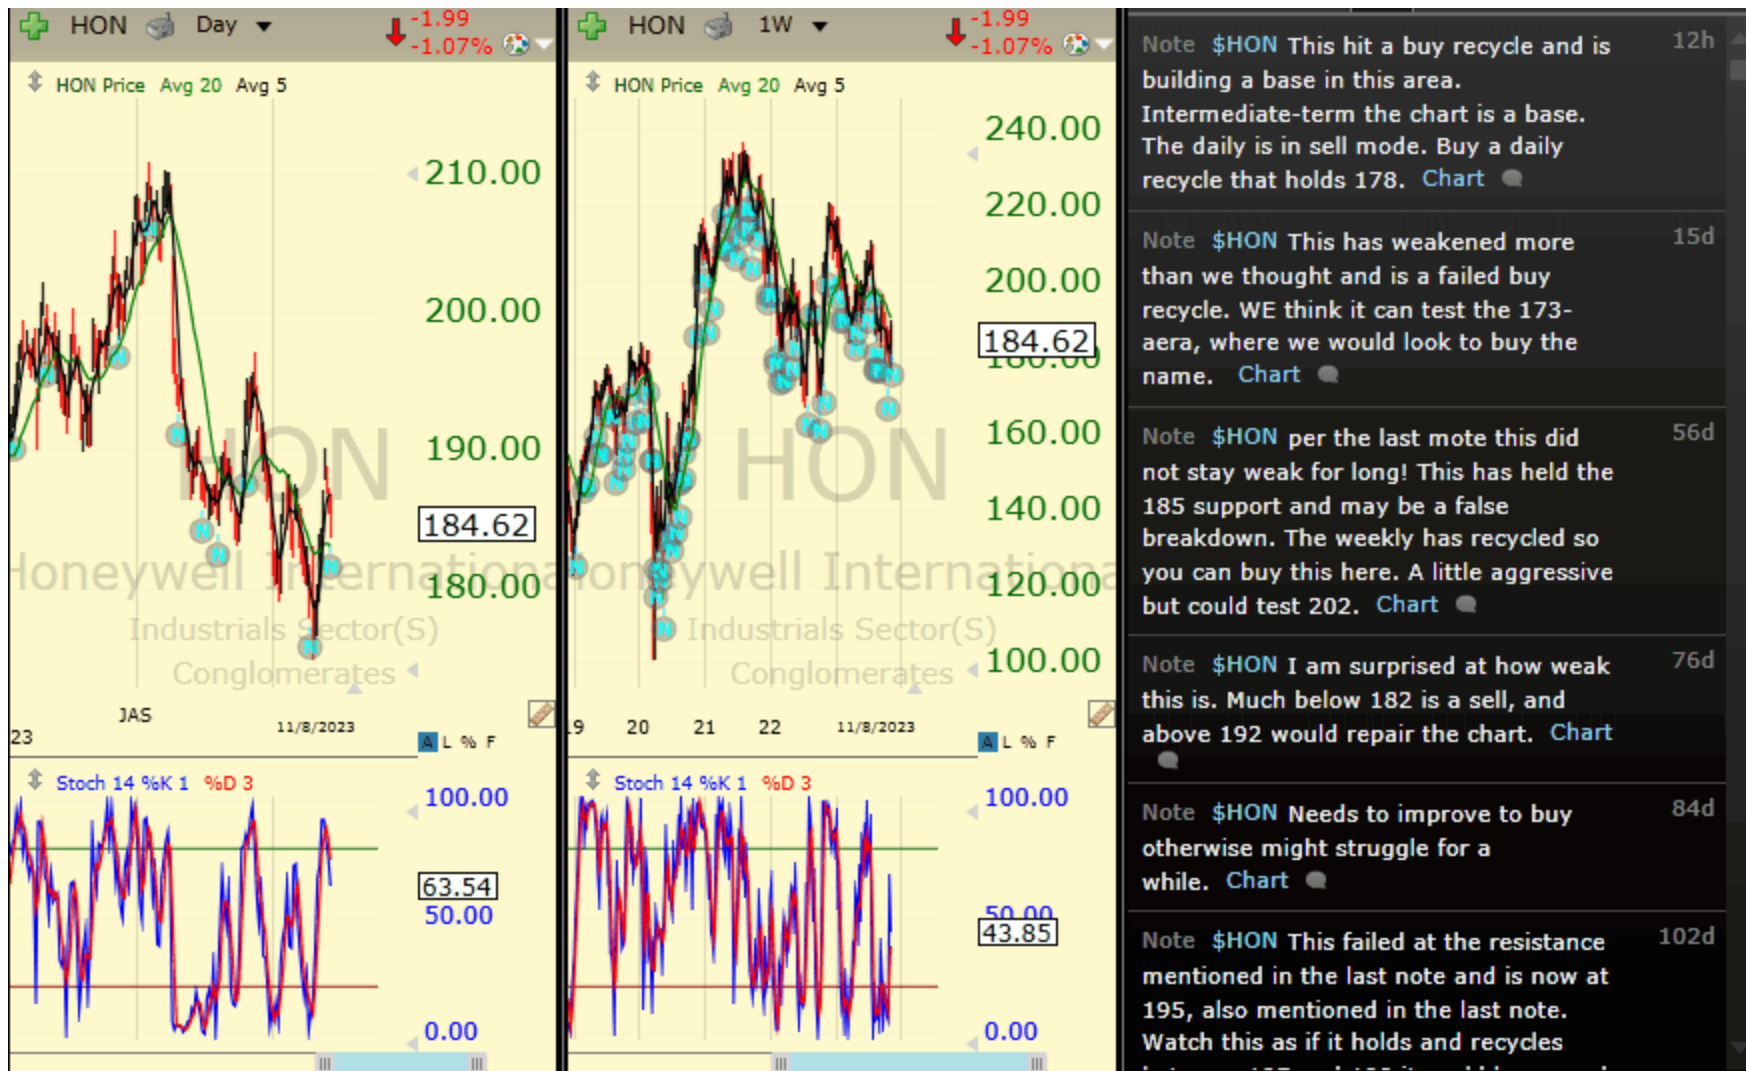 HON Day -1.99
-1.07%
HON Price Avg 20 Avg 5
210.00
200.00
190.00
184.62
180.00
HON
Honeywell International
Industrials Sector(S)
Conglomerates
JAS
23
11/8/2023
A L % F
Stoch 14 %K 1 %D 3
100.00
63.54
50.00
0.00
HON 1W -1.99
-1.07%
HON Price Avg 20 Avg 5
240.00
220.00
200.00
184.62
180.00
160.00
140.00
120.00
100.00
HON
Honeywell Internationa
Industrials Sector(S)
Conglomerates
19 20 21 22 11/8/2023
A L % F
Stoch 14 %K 1 %D 3
100.00
50.00
43.85
0.00
Note $HON This hit a buy recycle and is 12h
building a base in this area.
Intermediate-term the chart is a base.
The daily is in sell mode. Buy a daily
recycle that holds 178. Chart
Note $HON This has weakened more 15d
than we thought and is a failed buy
recycle. WE think it can test the 173-
aera, where we would look to buy the
name. Chart
Note $HON per the last mote this did 56d
not stay weak for long! This has held the
185 support and may be a false
breakdown. The weekly has recycled so
you can buy this here. A little aggressive
but could test 202. Chart
Note $HON I am surprised at how weak 76d
this is. Much below 182 is a sell, and
above 192 would repair the chart. Chart
Note $HON Needs to improve to buy 84d
otherwise might struggle for a
while. Chart
Note $HON This failed at the resistance 102d
mentioned in the last note and is now at
195, also mentioned in the last note.
Watch this as if it holds and recycles